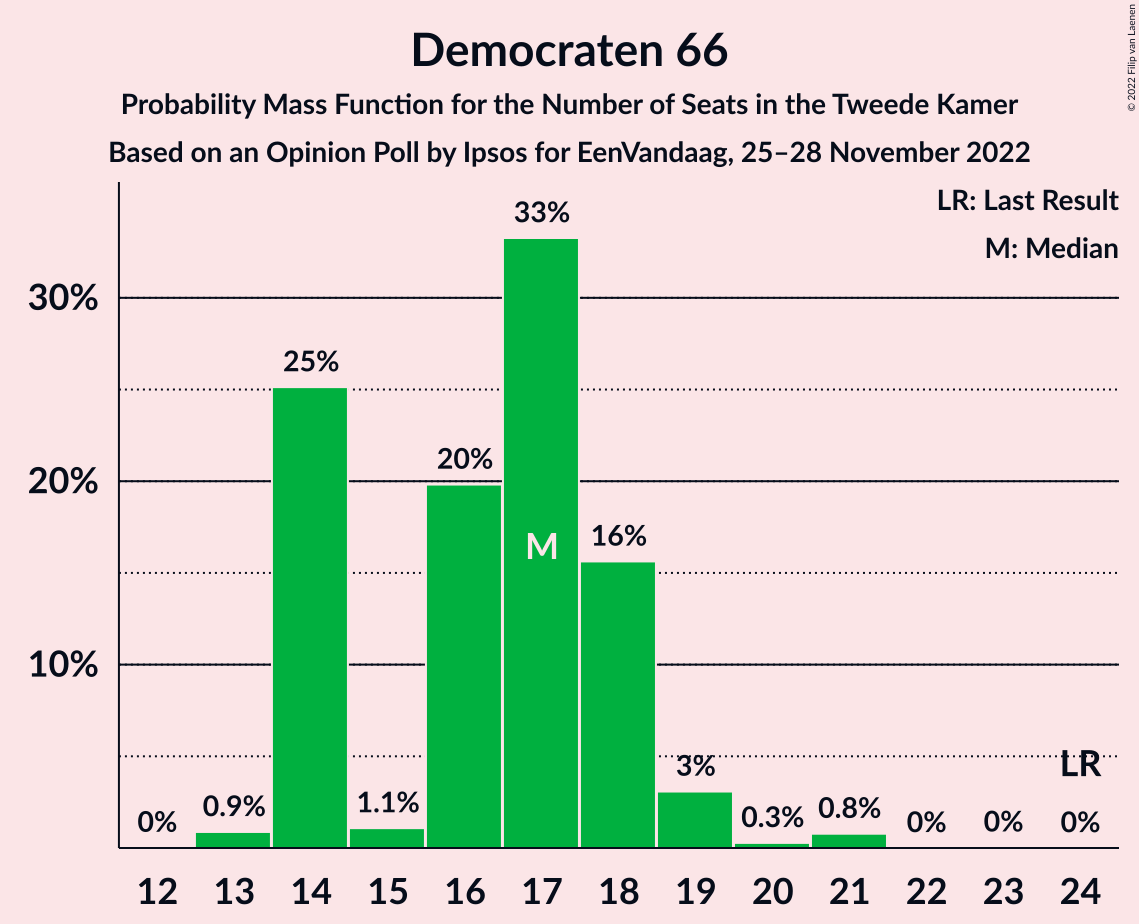 © 2022 Filip van Laenen
Democraten 66
Probability Mass Function for the Number of Seats in the Tweede Kamer
Based on an Opinion Poll by Ipsos for EenVandaag, 25–28 November 2022
LR: Last Result
M: Median
30%
20%
10%
0%
0.9%
25%
1.1%
20%
33%
M
16%
3%
0.3%
0.8%
0%
0%
LR
0%
12 13 14 15 16 17 18 19 20 21 22 23 24